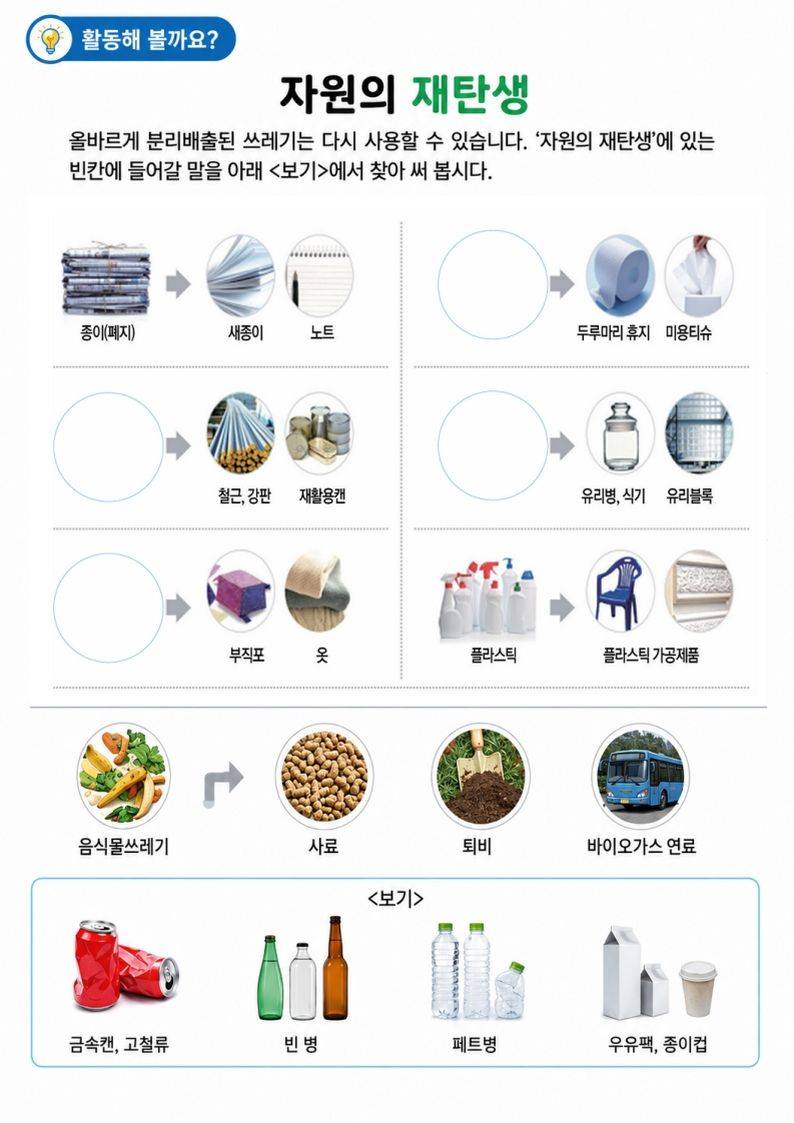 활동해 볼까요?
자원의 재탄생
올바르게 분리배출된 쓰레기는 다시 사용할 수 있습니다. ‘자원의 재탄생’에 있는
빈칸에 들어갈 말을 아래 <보기>에서 찾아 써 봅시다.
종이(폐지)
새종이
노트
두루마리 휴지
미용티슈
철근, 강판
재활용캔
유리병, 식기
유리블록
부직포
옷
플라스틱
플라스틱 가공제품
음식물쓰레기
사료
퇴비
바이오가스 연료
<보기>
금속캔, 고철류
빈 병
페트병
우유팩, 종이컵